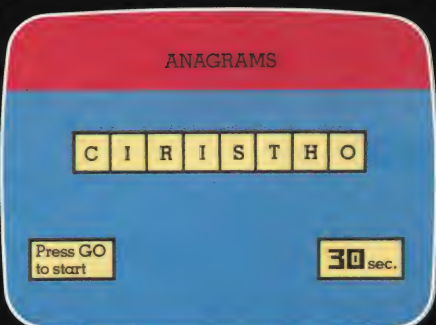 ANAGRAMS
C I R I S T H O
Press GO
to start
30 sec.